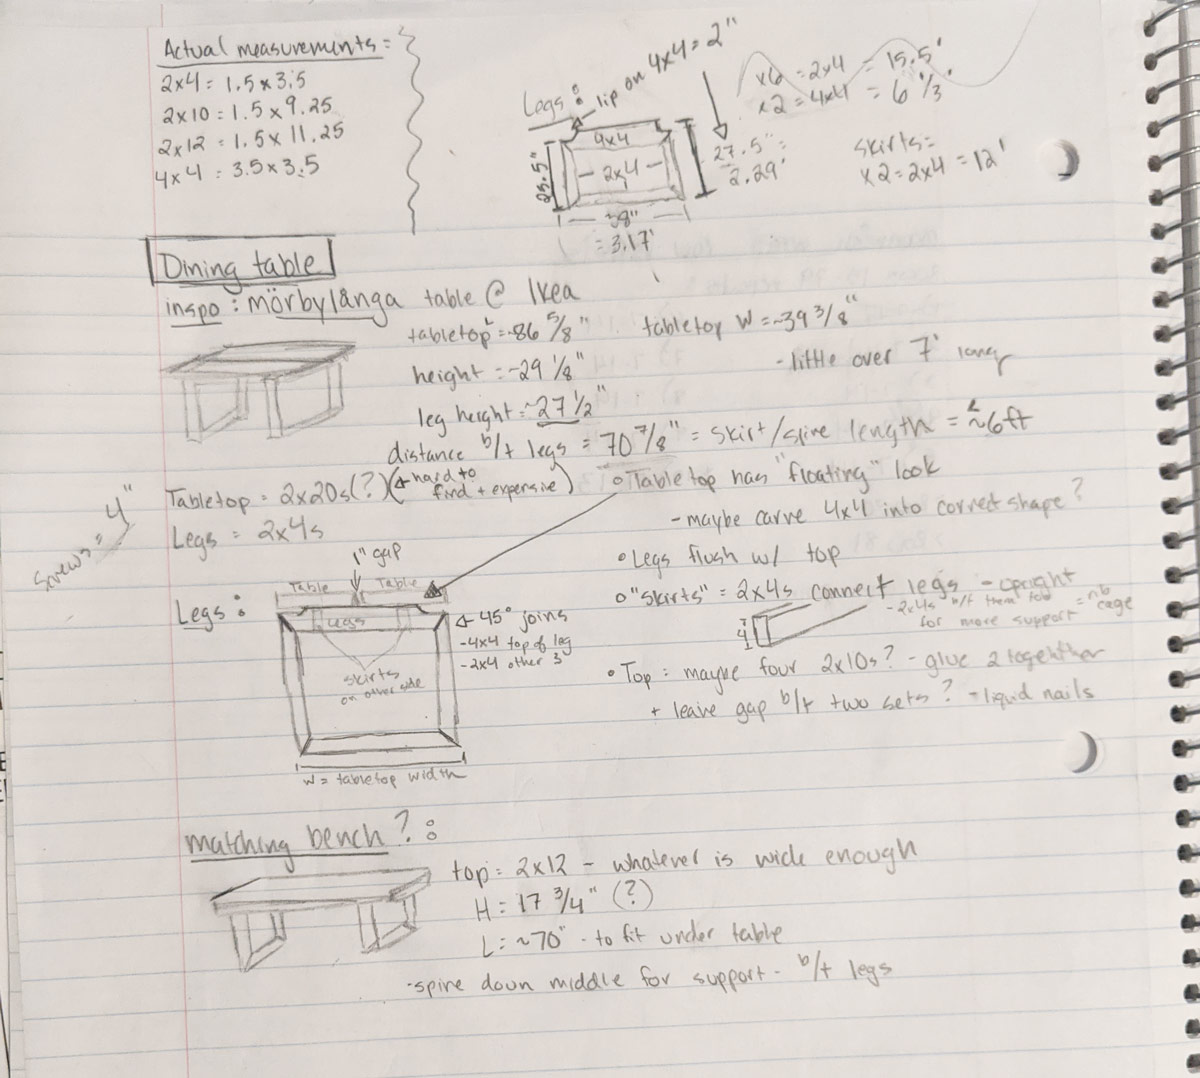 Actual measurements =
2x4 = 1.5 x 3.5
2x10 = 1.5 x 9.25
2x12 = 1.5 x 11.25
4x4 = 3.5 x 3.5
Legs:
lip on 4x4 = 2"
4x4
- 2x4 -
25.5"
27.5" =
2.29'
38"
= 3.17'
x6 = 2x4 = 15.5'
x2 = 4x4 = 6 1/3'
skirts =
x2 = 2x4 = 12'
Dining table
inspo: mörbylånga table @ Ikea
tabletop L = ~86 5/8" tabletop W = ~39 3/8"
- little over 7' long
height = ~29 1/8"
leg height = ~27 1/2"
distance b/t legs = 70 7/8" = skirt/spine length = ~6ft
Tabletop = 2x20s(?) (hard to find + expensive)
Legs = 2x4s
Screws = 4"
o Tabletop has "floating" look
- maybe carve 4x4 into correct shape?
• Legs flush w/ top
o "skirts" = 2x4s connect legs - upright
- 2x4s b/t them too for more support =
cage
4"
• Top: maybe four 2x10s? - glue 2 togehther
+ leave gap b/t two sets? = liquid nails
Legs:
1" gap
Table Table
Legs
skirts
on other side
45° joins
- 4x4 top of leg
- 2x4 other 3
W = tabletop width
matching bench?:
top: 2x12 - whatever is wide enough
H = 17 3/4" (?)
L = ~70" - to fit under table
- spine down middle for support - b/t legs